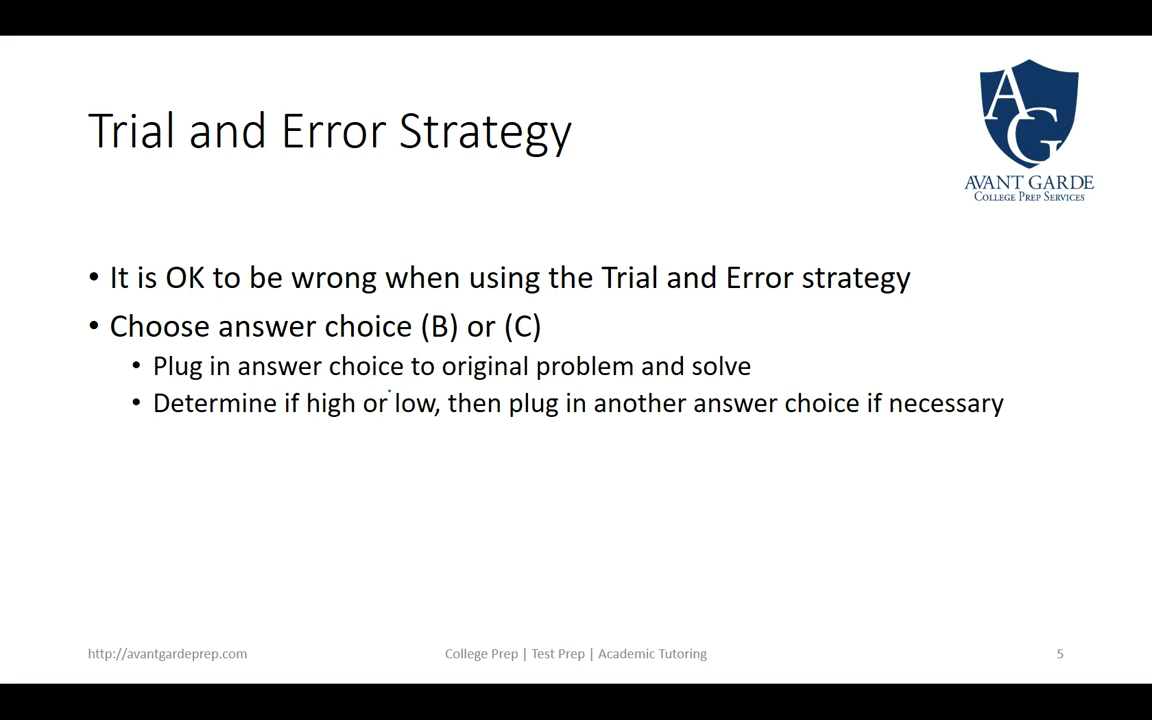 Trial and Error Strategy
AG
AVANT GARDE
COLLEGE PREP SERVICES
• It is OK to be wrong when using the Trial and Error strategy
• Choose answer choice (B) or (C)
• Plug in answer choice to original problem and solve
• Determine if high or low, then plug in another answer choice if necessary
http://avantgardeprep.com
College Prep | Test Prep | Academic Tutoring
5